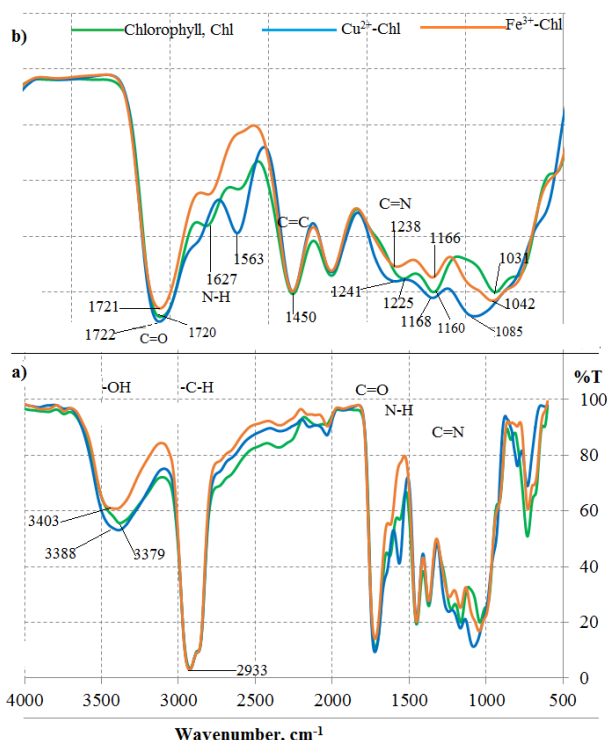 b) Chlorophyll, Chl Cu²⁺-Chl Fe³⁺-Chl
C=N
C=C 1238 1166 1031
1627 1563
N-H
1721 1450 1241 1225 1042
1722 C=O 1720 1168 1160 1085
a) -OH -C-H C=O %T
N-H
C=N
100
80
60
3403
3388 3379
40
20
2933
0
4000 3500 3000 2500 2000 1500 1000 500
Wavenumber, cm⁻¹